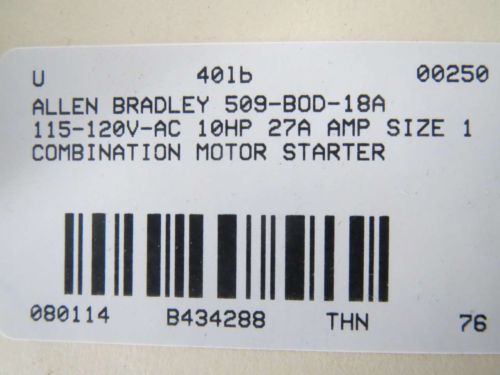 U 40lb 00250
ALLEN BRADLEY 509-BOD-18A
115-120V-AC 10HP 27A AMP SIZE 1
COMBINATION MOTOR STARTER
080114 B434288 THN 76